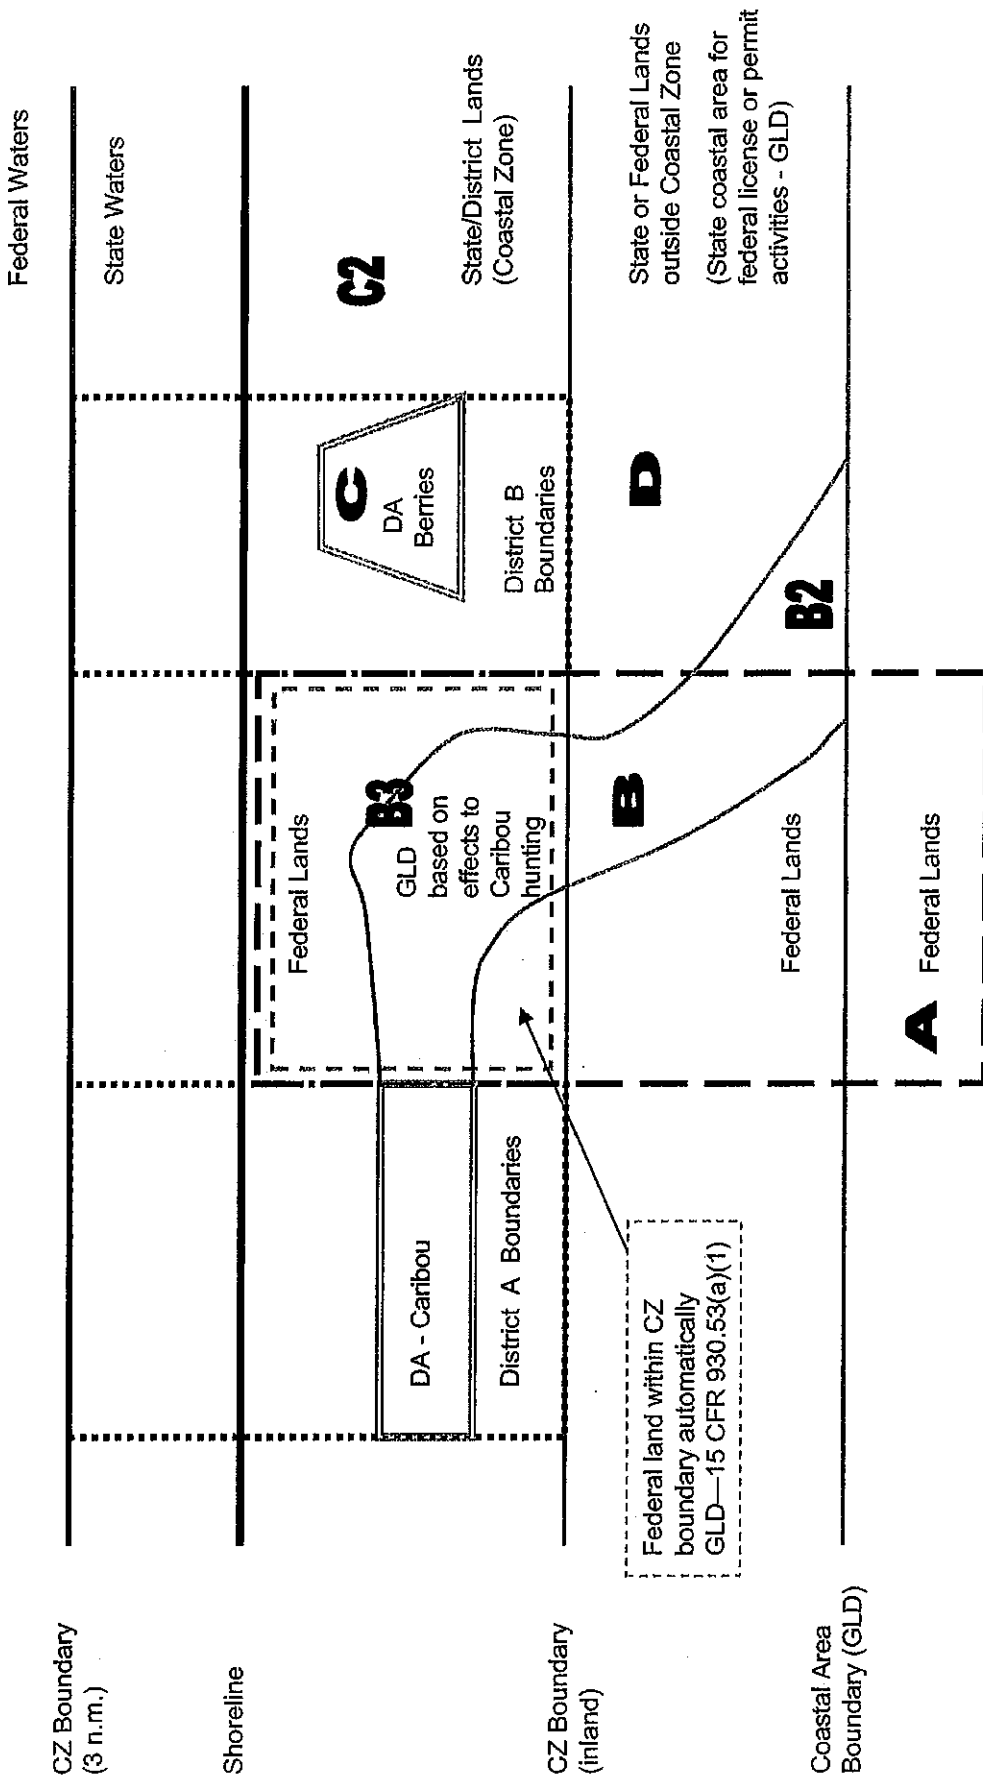 Federal Waters
State Waters
C2
State/District Lands
(Coastal Zone)
State or Federal Lands
outside Coastal Zone
(State coastal area for
federal license or permit
activities - GLD)
C
DA
Berries
District B
Boundaries
D
B2
Federal Lands
B3
GLD
based on
effects to
Caribou
hunting
B
Federal Lands
A
Federal Lands
DA - Caribou
District A Boundaries
Federal land within CZ
boundary automatically
GLD—15 CFR 930.53(a)(1)
CZ Boundary
(3 n.m.)
Shoreline
CZ Boundary
(inland)
Coastal Area
Boundary (GLD)